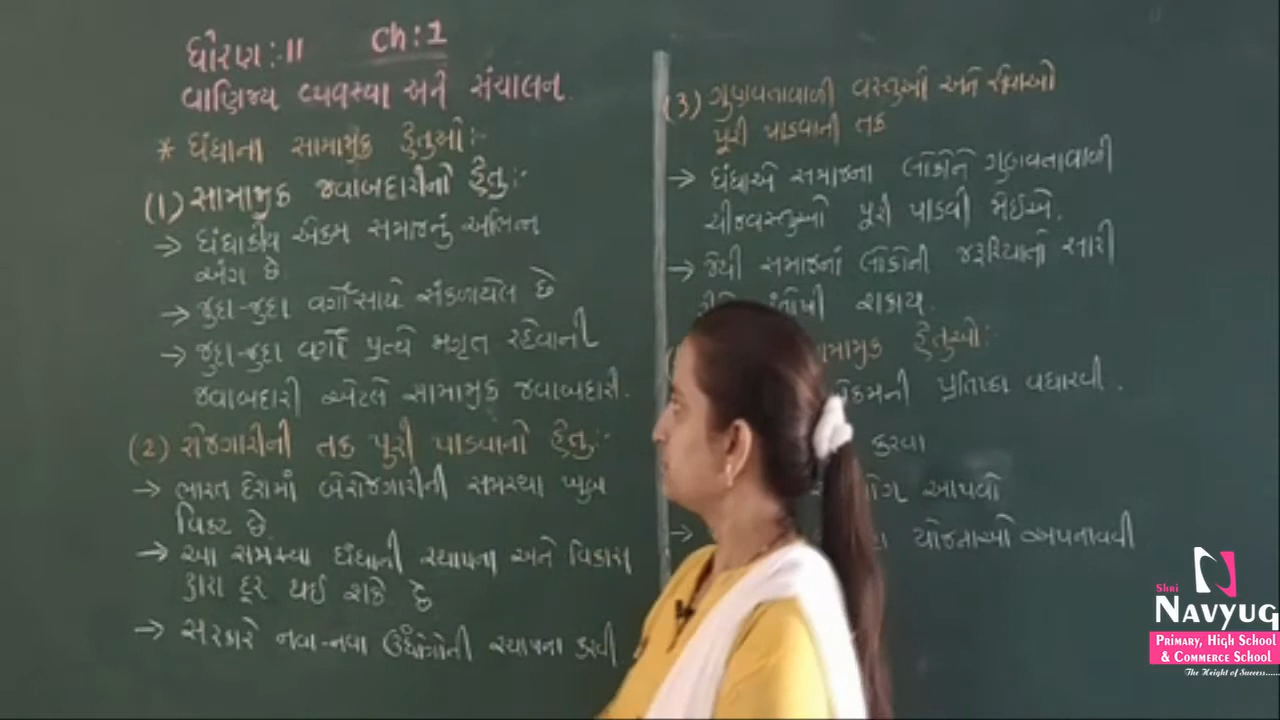 ધોરણ : 11 Ch : 1
વાણિજ્ય વ્યવસ્થા અને સંચાલન.
* ધંધાના સામાજિક હેતુઓ :-
(1) સામાજિક જવાબદારીનો હેતુ :-
→ ધંધાકીય એકમ સમાજનું અભિન્ન
અંગ છે
→ જુદા-જુદા વર્ગો સાથે સંકળાયેલ છે
→ જુદા-જુદા વર્ગો પ્રત્યે જાગૃત રહેવાની
જવાબદારી એટલે સામાજિક જવાબદારી.
(2) રોજગારીની તક પુરી પાડવાનો હેતુ :-
→ ભારત દેશમાં બેરોજગારીની સમસ્યા ખુબ
વિકટ છે.
→ આ સમસ્યા ધંધાની સ્થાપના અને વિકાસ
દ્વારા દૂર થઈ શકે છે
→ સરકારે નવા-નવા ઉદ્યોગોની સ્થાપના કરવી
(3) ગુણવતાવાળી વસ્તુઓ અને સેવાઓ
પૂરી પાડવાની તક
→ ધંધાએ સમાજના લોકોને ગુણવતાવાળી
ચીજવસ્તુઓ પૂરી પાડવી જોઈએ.
→ જેથી સમાજનાં લોકોની જરૂરિયાતો સારી
શકાય.
હેતુઓ :
પ્રતિષ્ઠા વધારવી.
કરવા
આપવો
→ યોજનાઓ અપનાવવી
Shri
NAVYUG
PRIMARY, HIGH SCHOOL
& COMMERCE SCHOOL
The Height of Success......